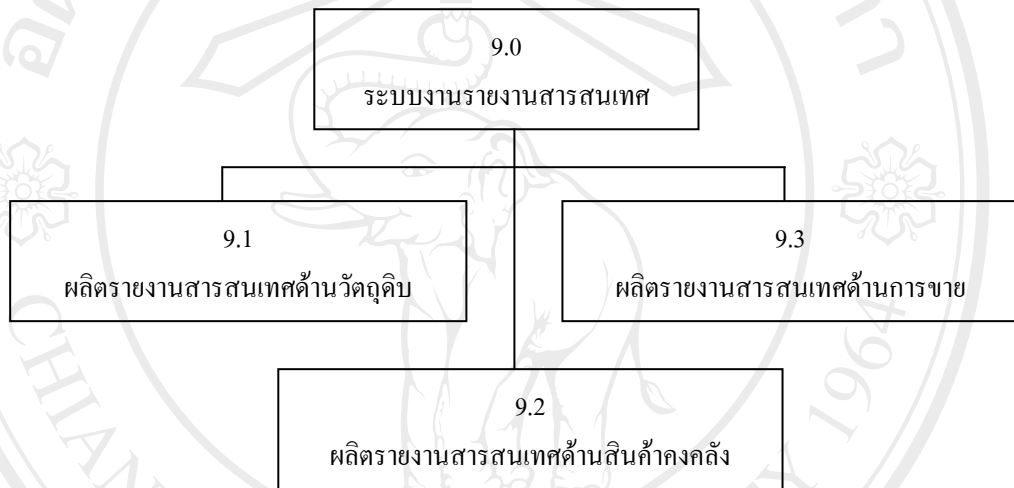 9.0
ระบบงานรายงานสารสนเทศ
9.1
ผลิตรายงานสารสนเทศด้านวัตถุดิบ
9.3
ผลิตรายงานสารสนเทศด้านการขาย
9.2
ผลิตรายงานสารสนเทศด้านสินค้าคงคลัง
1964